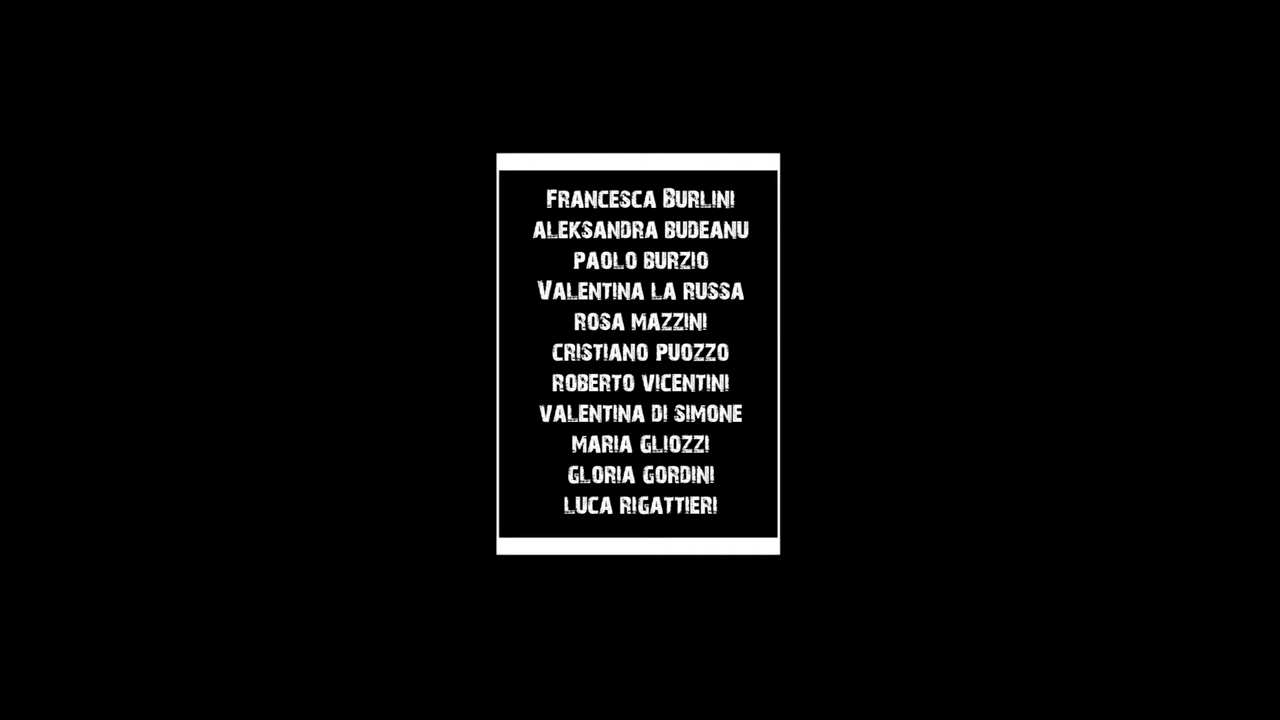 Francesca Burlini
ALEKSANDRA BUDEANU
PAOLO BURZIO
Valentina la russa
ROSA MAZZINI
CRISTIANO PUOZZO
ROBERTO VICENTINI
VALENTINA DI SIMONE
MARIA GLIOZZI
GLORIA GORDINI
LUCA RIGATTIERI